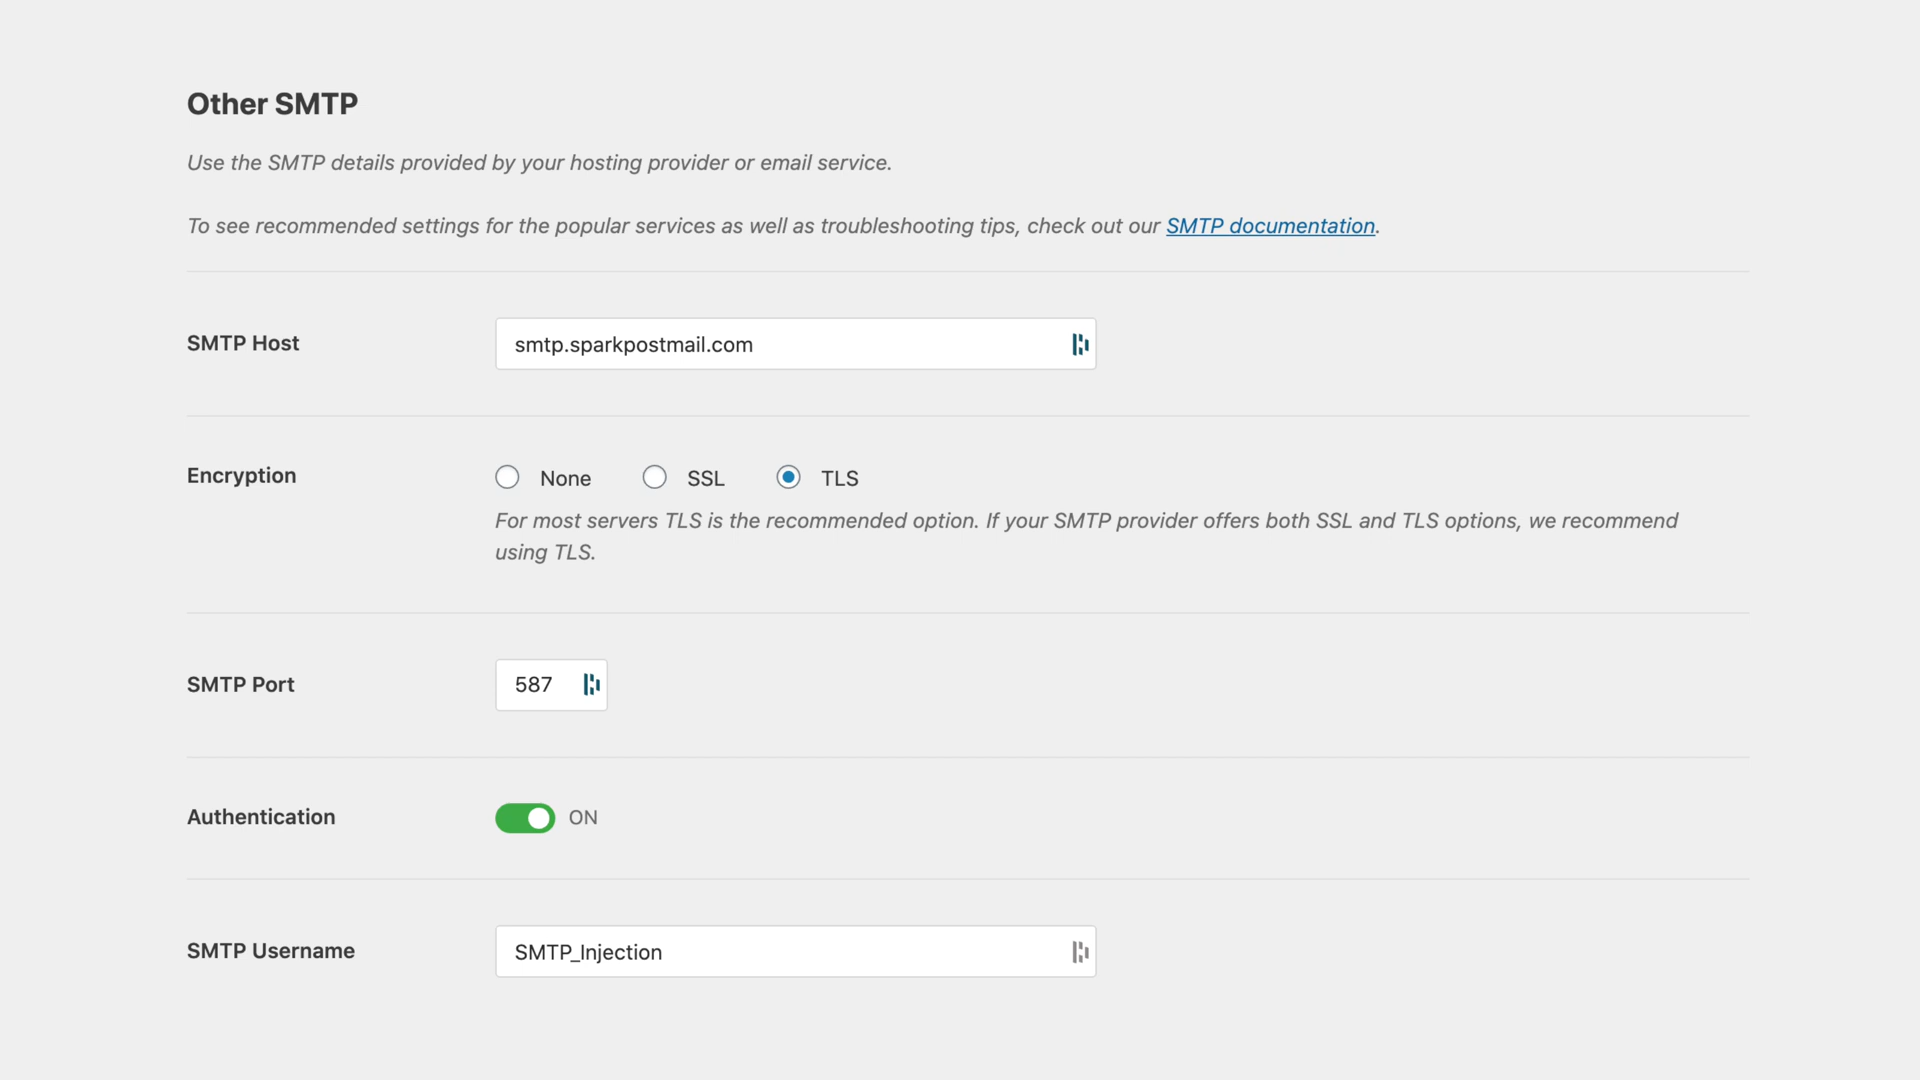 Other SMTP
Use the SMTP details provided by your hosting provider or email service.
To see recommended settings for the popular services as well as troubleshooting tips, check out our SMTP documentation.
SMTP Host
smtp.sparkpostmail.com
Encryption
None SSL TLS
For most servers TLS is the recommended option. If your SMTP provider offers both SSL and TLS options, we recommend
using TLS.
SMTP Port
587
Authentication
ON
SMTP Username
SMTP_Injection